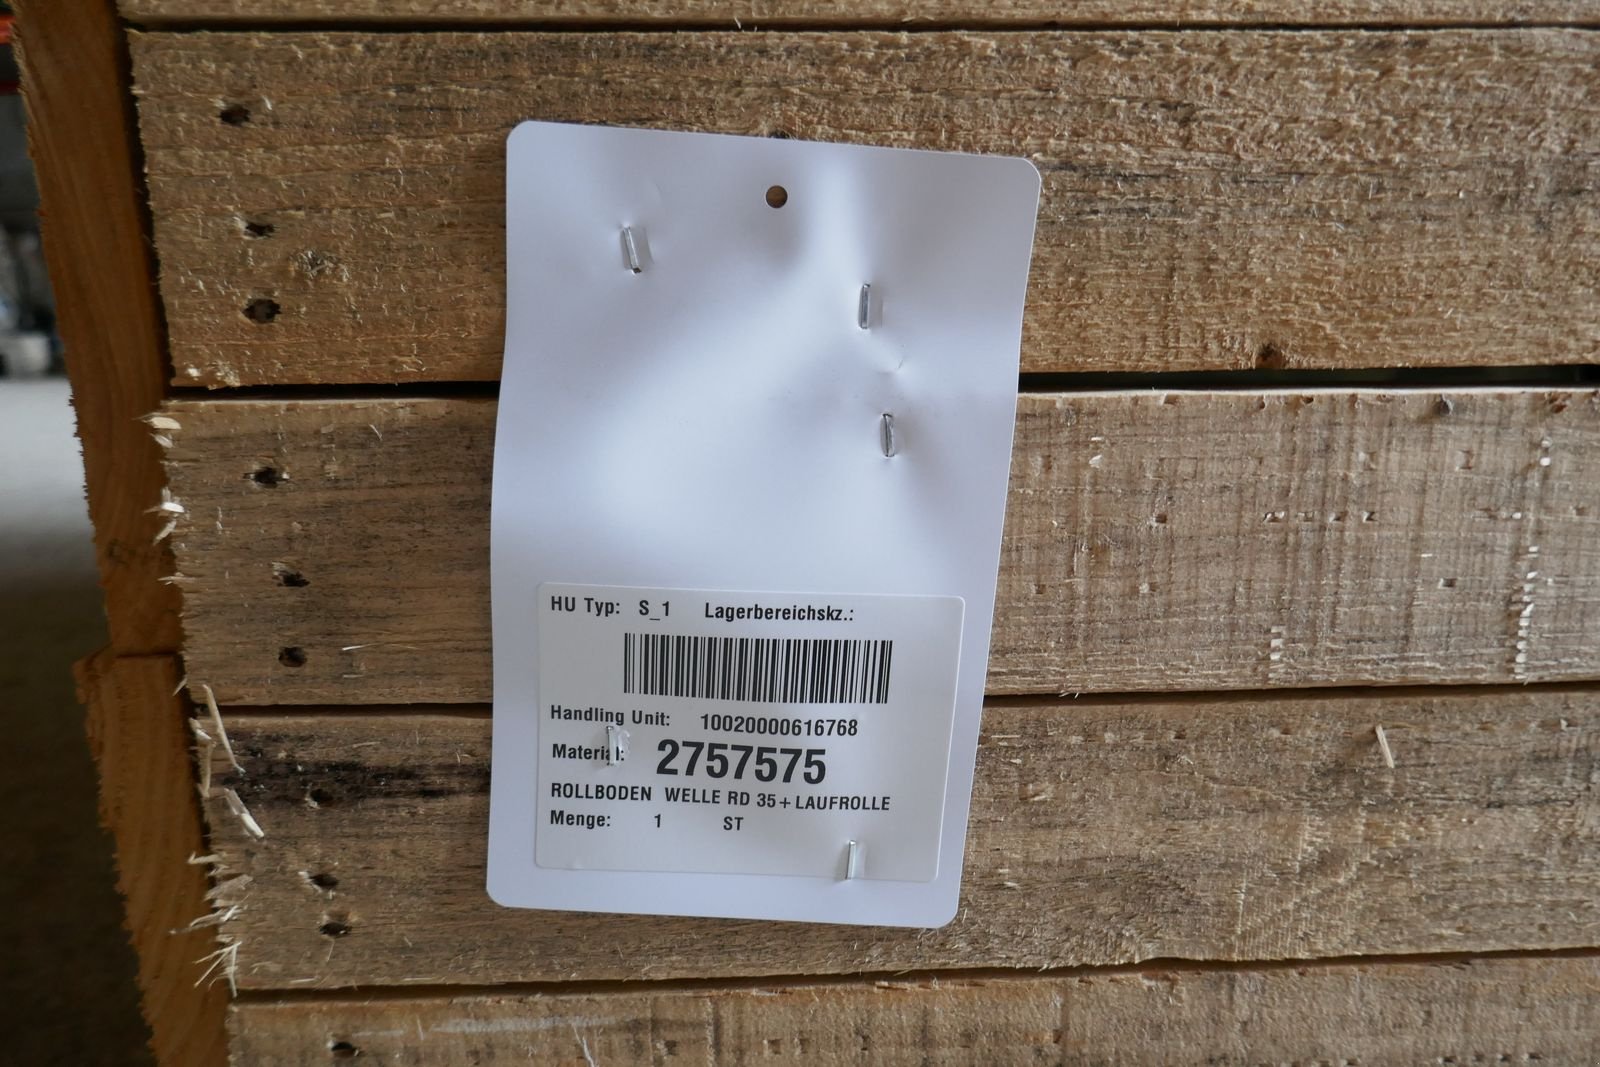 HU Typ: S_1 Lagerbereichskz.:
Handling Unit: 10020000616768
Material: 2757575
ROLLBODEN WELLE RD 35+LAUFROLLE
Menge: 1 ST